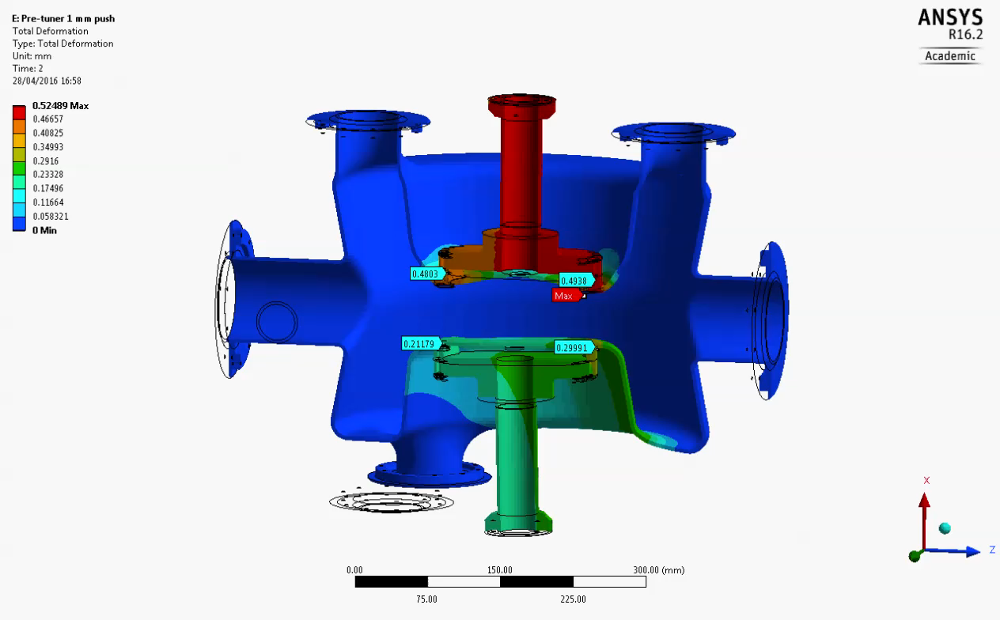 E: Pre-tuner 1 mm push
Total Deformation
Type: Total Deformation
Unit: mm
Time: 2
28/04/2016 16:58
0.52489 Max
0.46657
0.40825
0.34993
0.2916
0.23328
0.17496
0.11664
0.058321
0 Min
ANSYS
R16.2
Academic
0.4803
0.4938
Max
0.21179
0.29991
0.00
150.00
300.00 (mm)
75.00
225.00
X
Z